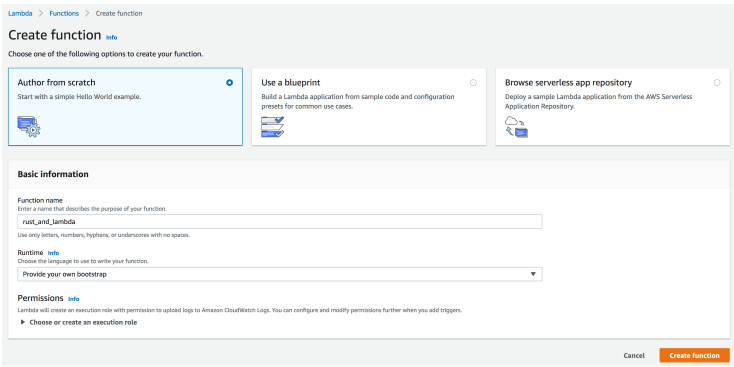 Lambda > Functions > Create function
Create function Info
Choose one of the following options to create your function.
Author from scratch
Start with a simple Hello World example.
Use a blueprint
Build a Lambda application from sample code and configuration
presets for common use cases.
Browse serverless app repository
Deploy a sample Lambda application from the AWS Serverless
Application Repository.
Basic information
Function name
Enter a name that describes the purpose of your function.
rust_and_lambda
Use only letters, numbers, hyphens, or underscores with no spaces.
Runtime Info
Choose the language to use to write your function.
Provide your own bootstrap
Permissions Info
Lambda will create an execution role with permission to upload logs to Amazon CloudWatch Logs. You can configure and modify permissions further when you add triggers.
Choose or create an execution role
Cancel
Create function